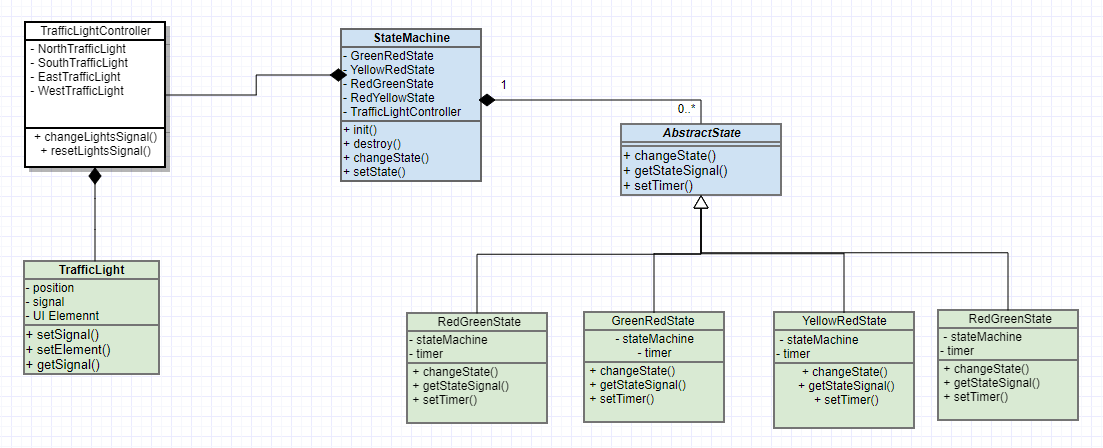 TrafficLightController
- NorthTrafficLight
- SouthTrafficLight
- EastTrafficLight
- WestTrafficLight
+ changeLightsSignal()
+ resetLightsSignal()
StateMachine
- GreenRedState
- YellowRedState
- RedGreenState
- RedYellowState
- TrafficLightController
+ init()
+ destroy()
+ changeState()
+ setState()
1
0..*
AbstractState
+ changeState()
+ getStateSignal()
+ setTimer()
TrafficLight
- position
- signal
- UI Elemennt
+ setSignal()
+ setElement()
+ getSignal()
RedGreenState
- stateMachine
- timer
+ changeState()
+ getStateSignal()
+ setTimer()
GreenRedState
- stateMachine
- timer
+ changeState()
+ getStateSignal()
+ setTimer()
YellowRedState
- stateMachine
- timer
+ changeState()
+ getStateSignal()
+ setTimer()
RedGreenState
- stateMachine
- timer
+ changeState()
+ getStateSignal()
+ setTimer()